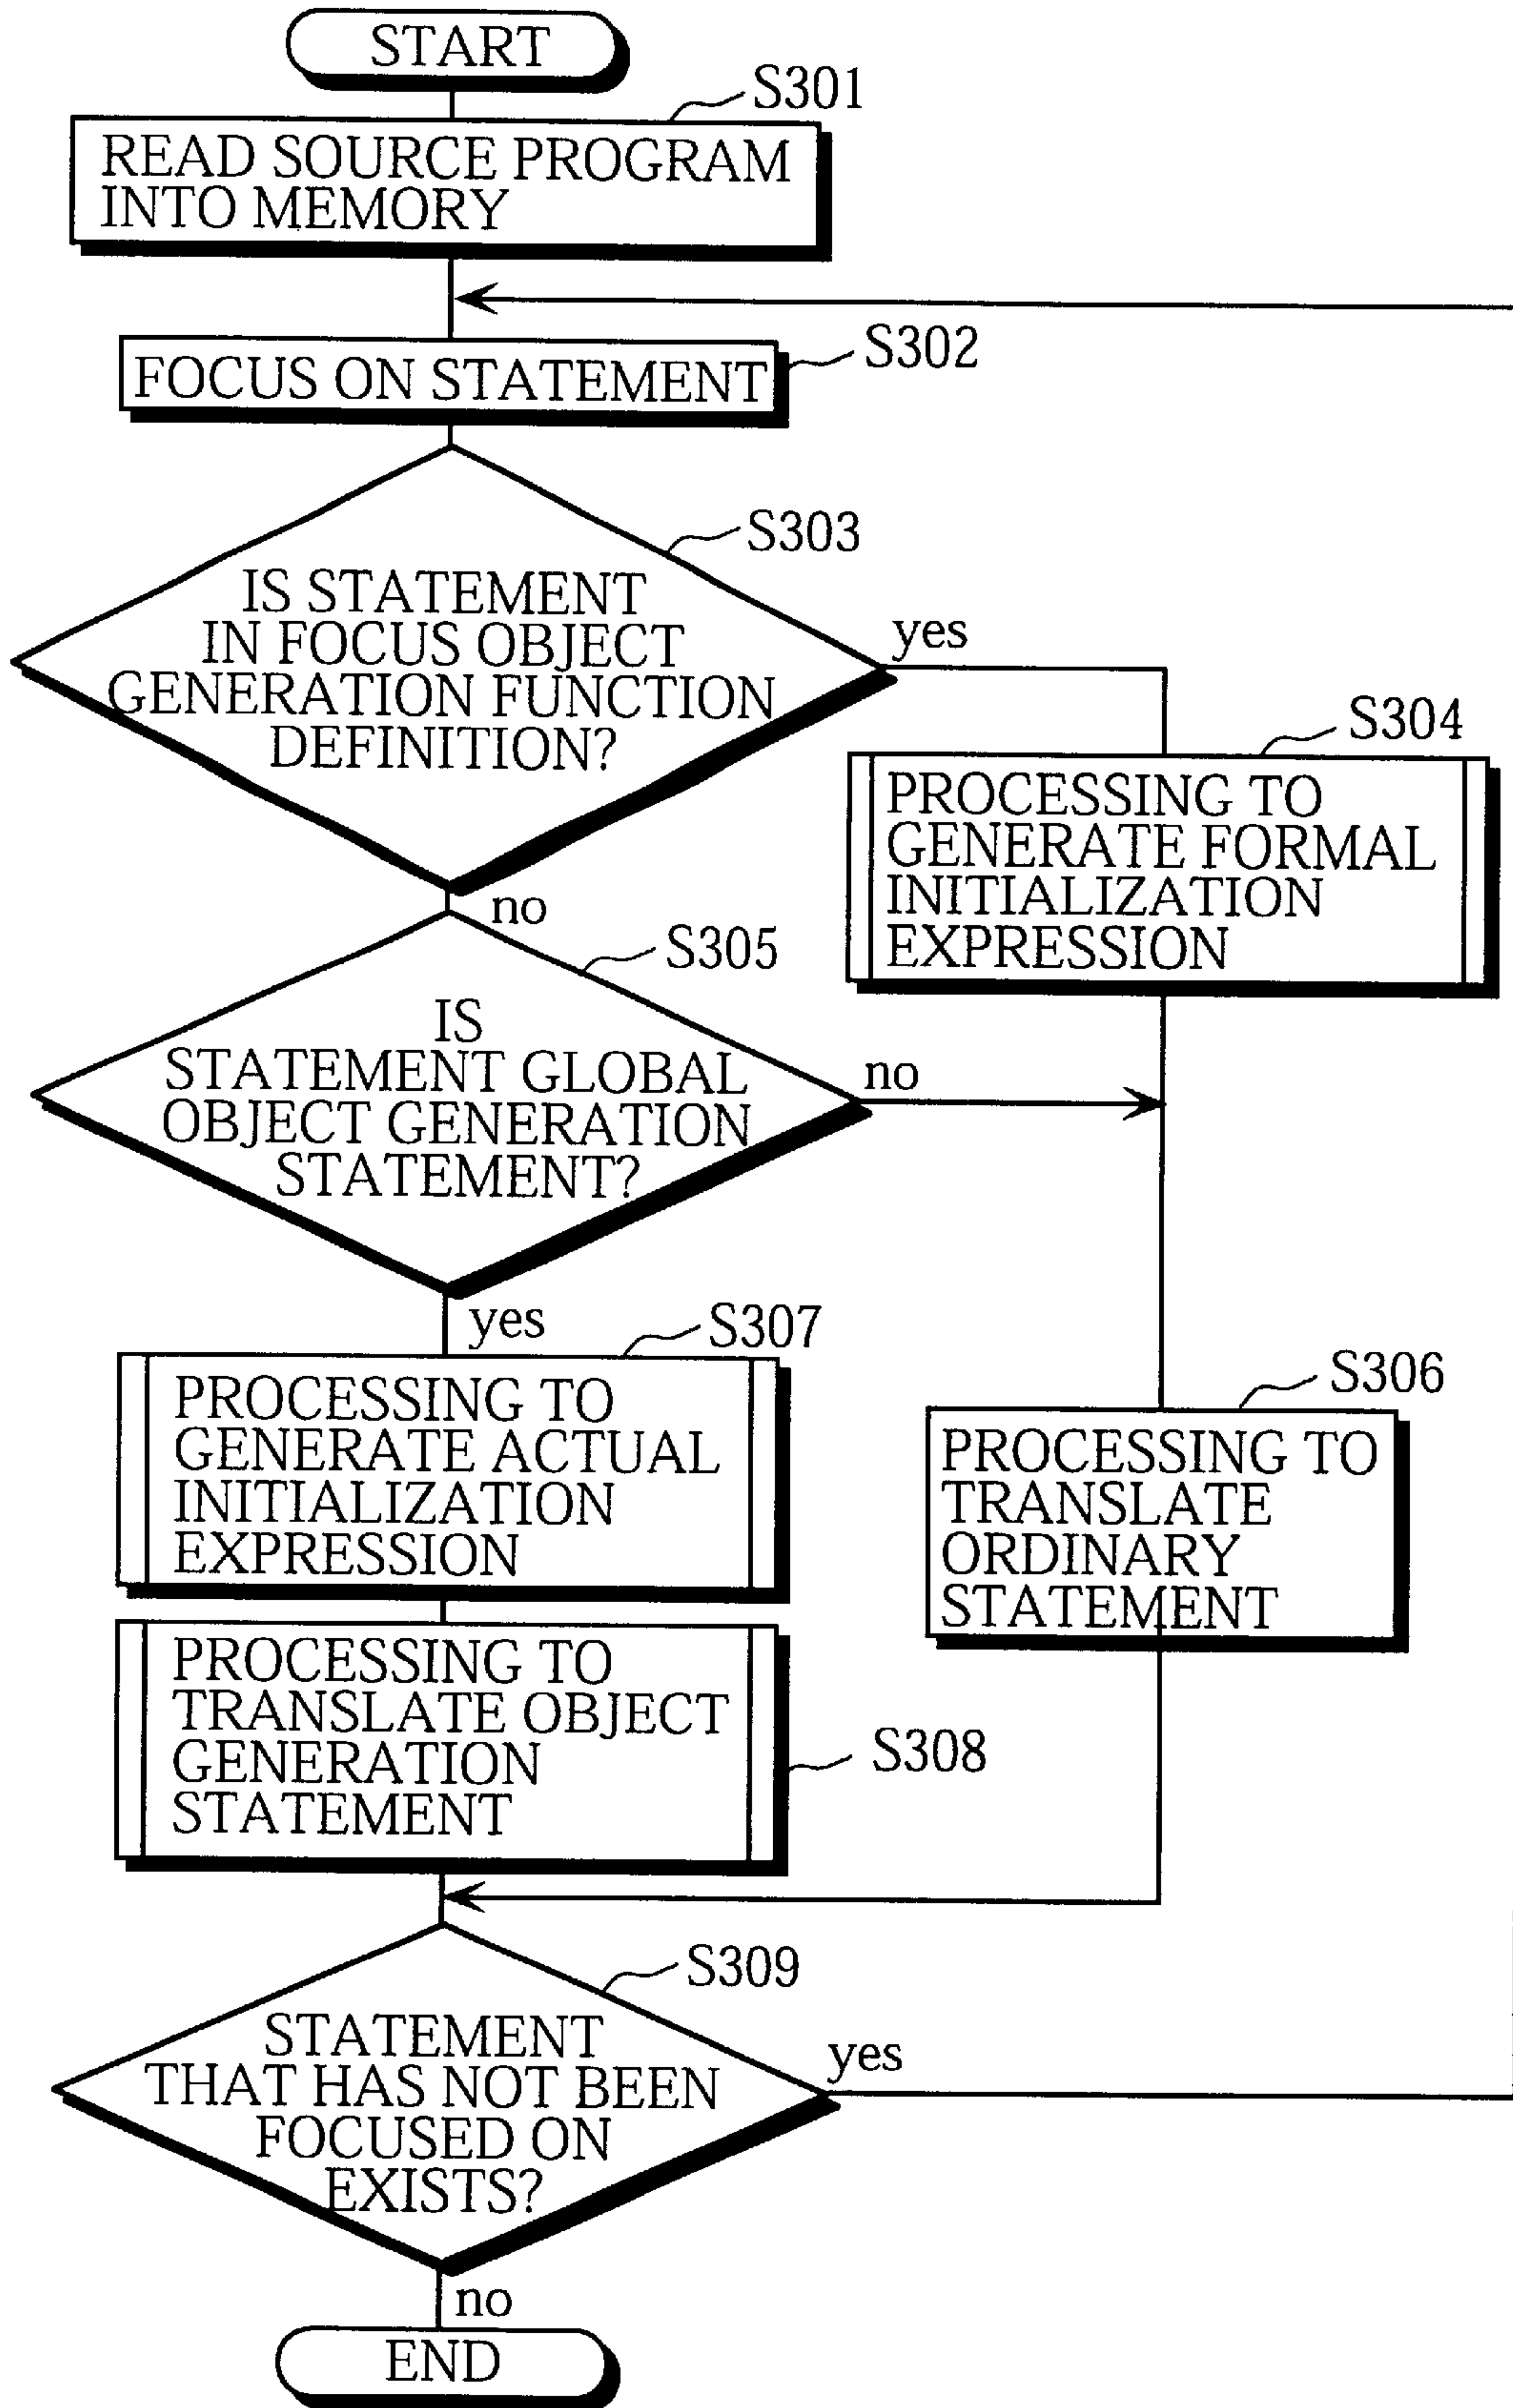 START
S301
READ SOURCE PROGRAM
INTO MEMORY
S302
FOCUS ON STATEMENT
S303
IS STATEMENT
IN FOCUS OBJECT
GENERATION FUNCTION
DEFINITION?
yes
S304
PROCESSING TO
GENERATE FORMAL
INITIALIZATION
EXPRESSION
no
S305
IS
STATEMENT GLOBAL
OBJECT GENERATION
STATEMENT?
no
yes
S307
PROCESSING TO
GENERATE ACTUAL
INITIALIZATION
EXPRESSION
S306
PROCESSING TO
TRANSLATE
ORDINARY
STATEMENT
PROCESSING TO
TRANSLATE OBJECT
GENERATION
STATEMENT
S308
S309
STATEMENT
THAT HAS NOT BEEN
FOCUSED ON
EXISTS?
yes
no
END